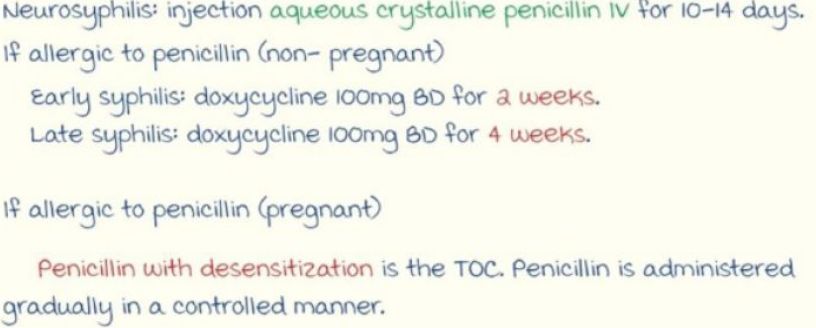 Neurosyphilis: injection aqueous crystalline penicillin IV for 10-14 days.
If allergic to penicillin (non- pregnant)
Early syphilis: doxycycline 100mg BD for 2 weeks.
Late syphilis: doxycycline 100mg BD for 4 weeks.
If allergic to penicillin (pregnant)
Penicillin with desensitization is the TOC. Penicillin is administered
gradually in a controlled manner.